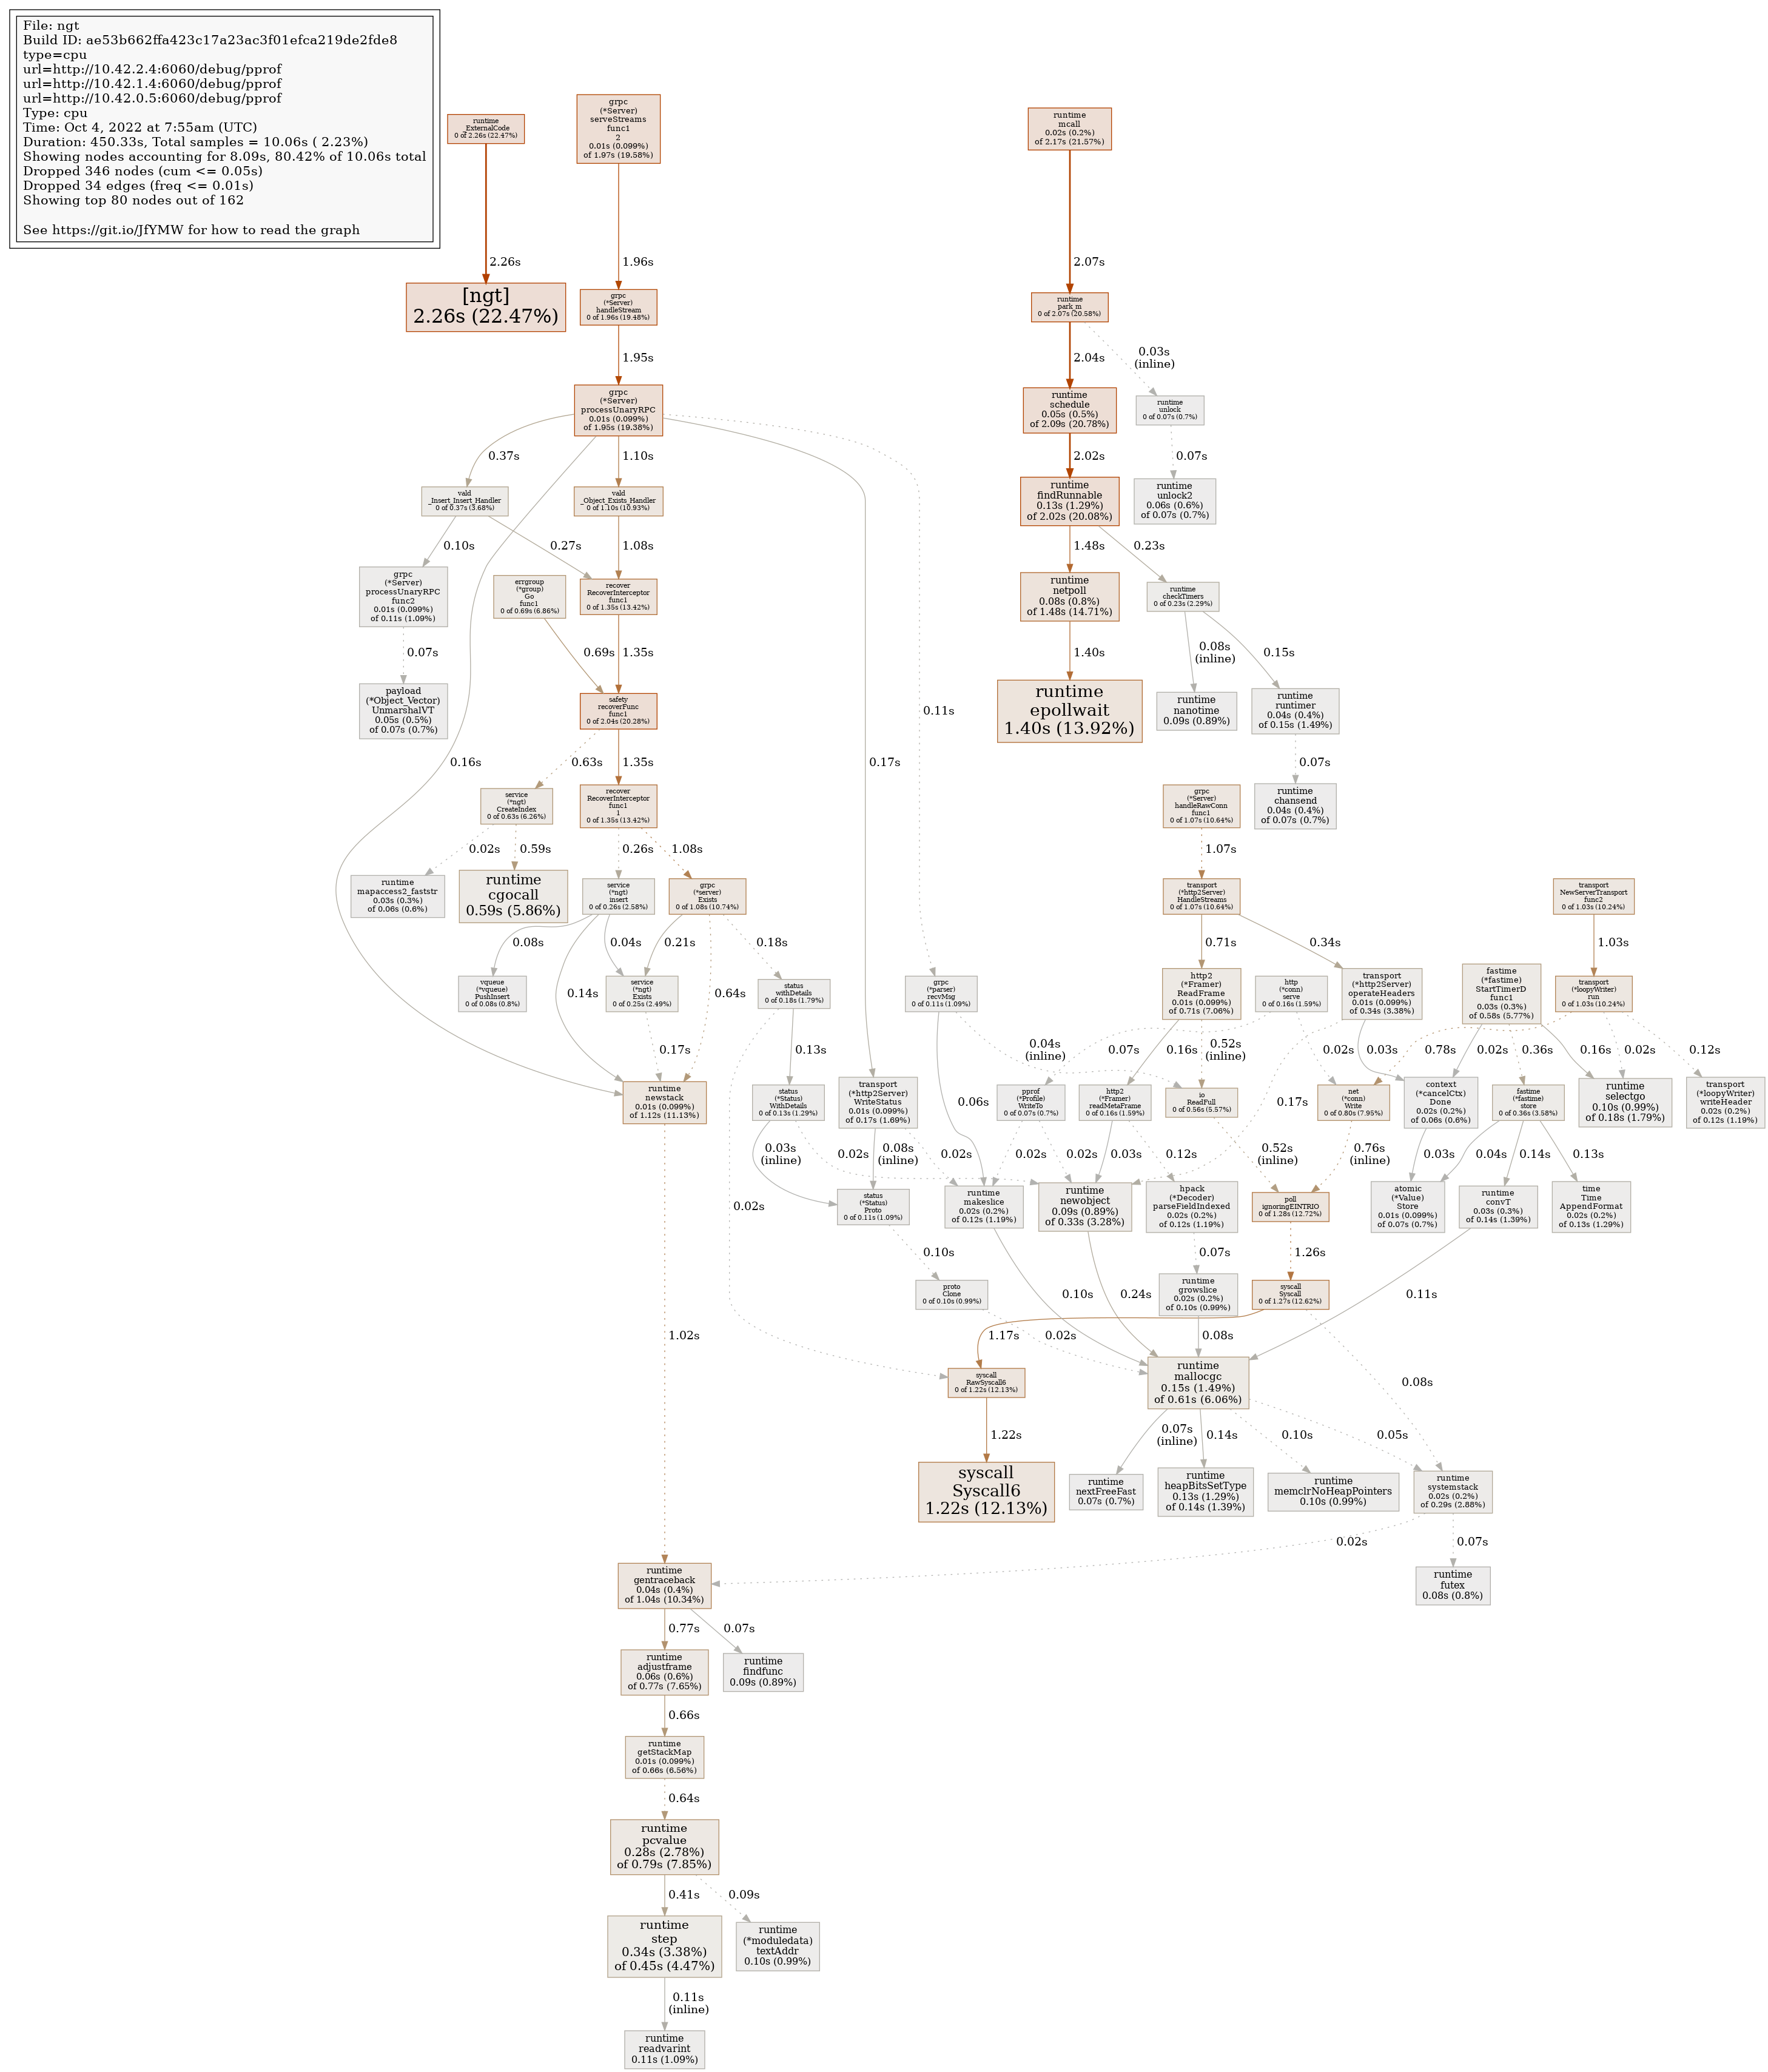 File: ngt
Build ID: ae53b662ffa423c17a23ac3f01efca219de2fde8
type=cpu
url=http://10.42.2.4:6060/debug/pprof
url=http://10.42.1.4:6060/debug/pprof
url=http://10.42.0.5:6060/debug/pprof
Type: cpu
Time: Oct 4, 2022 at 7:55am (UTC)
Duration: 450.33s, Total samples = 10.06s ( 2.23%)
Showing nodes accounting for 8.09s, 80.42% of 10.06s total
Dropped 346 nodes (cum <= 0.05s)
Dropped 34 edges (freq <= 0.01s)
Showing top 80 nodes out of 162
See https://git.io/JfYMW for how to read the graph
runtime
_ExternalCode
0 of 2.26s (22.47%)
grpc
(*Server)
serveStreams
func1
2
0.01s (0.099%)
of 1.97s (19.58%)
runtime
mcall
0.02s (0.2%)
of 2.17s (21.57%)
2.26s
1.96s
2.07s
[ngt]
2.26s (22.47%)
grpc
(*Server)
handleStream
0 of 1.96s (19.48%)
runtime
park_m
0 of 2.07s (20.58%)
1.95s
2.04s
0.03s
(inline)
grpc
(*Server)
processUnaryRPC
0.01s (0.099%)
of 1.95s (19.38%)
runtime
schedule
0.05s (0.5%)
of 2.09s (20.78%)
runtime
unlock
0 of 0.07s (0.7%)
0.37s
1.10s
2.02s
0.07s
vald
_Insert_Insert_Handler
0 of 0.37s (3.68%)
vald
_Object_Exists_Handler
0 of 1.10s (10.93%)
runtime
findRunnable
0.13s (1.29%)
of 2.02s (20.08%)
runtime
unlock2
0.06s (0.6%)
of 0.07s (0.7%)
0.10s
0.27s
1.08s
1.48s
0.23s
grpc
(*Server)
processUnaryRPC
func2
0.01s (0.099%)
of 0.11s (1.09%)
errgroup
(*group)
Go
func1
0 of 0.69s (6.86%)
recover
RecoverInterceptor
func1
0 of 1.35s (13.42%)
runtime
netpoll
0.08s (0.8%)
of 1.48s (14.71%)
runtime
checkTimers
0 of 0.23s (2.29%)
0.07s
0.69s
1.35s
1.40s
0.08s
(inline)
0.15s
payload
(*Object_Vector)
UnmarshalVT
0.05s (0.5%)
of 0.07s (0.7%)
safety
recoverFunc
func1
0 of 2.04s (20.28%)
0.11s
runtime
epollwait
1.40s (13.92%)
runtime
nanotime
0.09s (0.89%)
runtime
runtimer
0.04s (0.4%)
of 0.15s (1.49%)
0.16s
0.63s
1.35s
0.17s
0.07s
service
(*ngt)
CreateIndex
0 of 0.63s (6.26%)
recover
RecoverInterceptor
func1
1
0 of 1.35s (13.42%)
grpc
(*Server)
handleRawConn
func1
0 of 1.07s (10.64%)
runtime
chansend
0.04s (0.4%)
of 0.07s (0.7%)
0.02s
0.59s
0.26s
1.08s
1.07s
runtime
mapaccess2_faststr
0.03s (0.3%)
of 0.06s (0.6%)
runtime
cgocall
0.59s (5.86%)
service
(*ngt)
insert
0 of 0.26s (2.58%)
grpc
(*server)
Exists
0 of 1.08s (10.74%)
transport
(*http2Server)
HandleStreams
0 of 1.07s (10.64%)
transport
NewServerTransport
func2
0 of 1.03s (10.24%)
0.08s
0.04s
0.21s
0.18s
0.71s
0.34s
1.03s
vqueue
(*vqueue)
PushInsert
0 of 0.08s (0.8%)
0.14s
service
(*ngt)
Exists
0 of 0.25s (2.49%)
0.64s
status
withDetails
0 of 0.18s (1.79%)
grpc
(*parser)
recvMsg
0 of 0.11s (1.09%)
http2
(*Framer)
ReadFrame
0.01s (0.099%)
of 0.71s (7.06%)
http
(*conn)
serve
0 of 0.16s (1.59%)
transport
(*http2Server)
operateHeaders
0.01s (0.099%)
of 0.34s (3.38%)
fastime
(*fastime)
StartTimerD
func1
0.03s (0.3%)
of 0.58s (5.77%)
transport
(*loopyWriter)
run
0 of 1.03s (10.24%)
0.17s
0.13s
0.04s
(inline)
0.07s
0.16s
0.52s
(inline)
0.02s
0.03s
0.78s
0.02s
0.36s
0.16s
0.02s
0.12s
runtime
newstack
0.01s (0.099%)
of 1.12s (11.13%)
status
(*Status)
WithDetails
0 of 0.13s (1.29%)
transport
(*http2Server)
WriteStatus
0.01s (0.099%)
of 0.17s (1.69%)
0.06s
pprof
(*Profile)
WriteTo
0 of 0.07s (0.7%)
http2
(*Framer)
readMetaFrame
0 of 0.16s (1.59%)
io
ReadFull
0 of 0.56s (5.57%)
0.17s
net
(*conn)
Write
0 of 0.80s (7.95%)
context
(*cancelCtx)
Done
0.02s (0.2%)
of 0.06s (0.6%)
fastime
(*fastime)
store
0 of 0.36s (3.58%)
runtime
selectgo
0.10s (0.99%)
of 0.18s (1.79%)
transport
(*loopyWriter)
writeHeader
0.02s (0.2%)
of 0.12s (1.19%)
0.03s
(inline)
0.02s
0.08s
(inline)
0.02s
0.02s
0.02s
0.03s
0.12s
0.52s
(inline)
0.76s
(inline)
0.03s
0.04s
0.14s
0.13s
0.02s
status
(*Status)
Proto
0 of 0.11s (1.09%)
runtime
makeslice
0.02s (0.2%)
of 0.12s (1.19%)
runtime
newobject
0.09s (0.89%)
of 0.33s (3.28%)
hpack
(*Decoder)
parseFieldIndexed
0.02s (0.2%)
of 0.12s (1.19%)
poll
ignoringEINTRIO
0 of 1.28s (12.72%)
atomic
(*Value)
Store
0.01s (0.099%)
of 0.07s (0.7%)
runtime
convT
0.03s (0.3%)
of 0.14s (1.39%)
time
Time
AppendFormat
0.02s (0.2%)
of 0.13s (1.29%)
0.10s
0.07s
1.26s
proto
Clone
0 of 0.10s (0.99%)
0.10s
0.24s
runtime
growslice
0.02s (0.2%)
of 0.10s (0.99%)
syscall
Syscall
0 of 1.27s (12.62%)
0.11s
1.02s
1.17s
0.02s
0.08s
syscall
RawSyscall6
0 of 1.22s (12.13%)
runtime
mallocgc
0.15s (1.49%)
of 0.61s (6.06%)
0.08s
1.22s
0.07s
(inline)
0.14s
0.10s
0.05s
syscall
Syscall6
1.22s (12.13%)
runtime
nextFreeFast
0.07s (0.7%)
runtime
heapBitsSetType
0.13s (1.29%)
of 0.14s (1.39%)
runtime
memclrNoHeapPointers
0.10s (0.99%)
runtime
systemstack
0.02s (0.2%)
of 0.29s (2.88%)
0.02s
0.07s
runtime
gentraceback
0.04s (0.4%)
of 1.04s (10.34%)
runtime
futex
0.08s (0.8%)
0.77s
0.07s
runtime
adjustframe
0.06s (0.6%)
of 0.77s (7.65%)
runtime
findfunc
0.09s (0.89%)
0.66s
runtime
getStackMap
0.01s (0.099%)
of 0.66s (6.56%)
0.64s
runtime
pcvalue
0.28s (2.78%)
of 0.79s (7.85%)
0.41s
0.09s
runtime
step
0.34s (3.38%)
of 0.45s (4.47%)
runtime
(*moduledata)
textAddr
0.10s (0.99%)
0.11s
(inline)
runtime
readvarint
0.11s (1.09%)